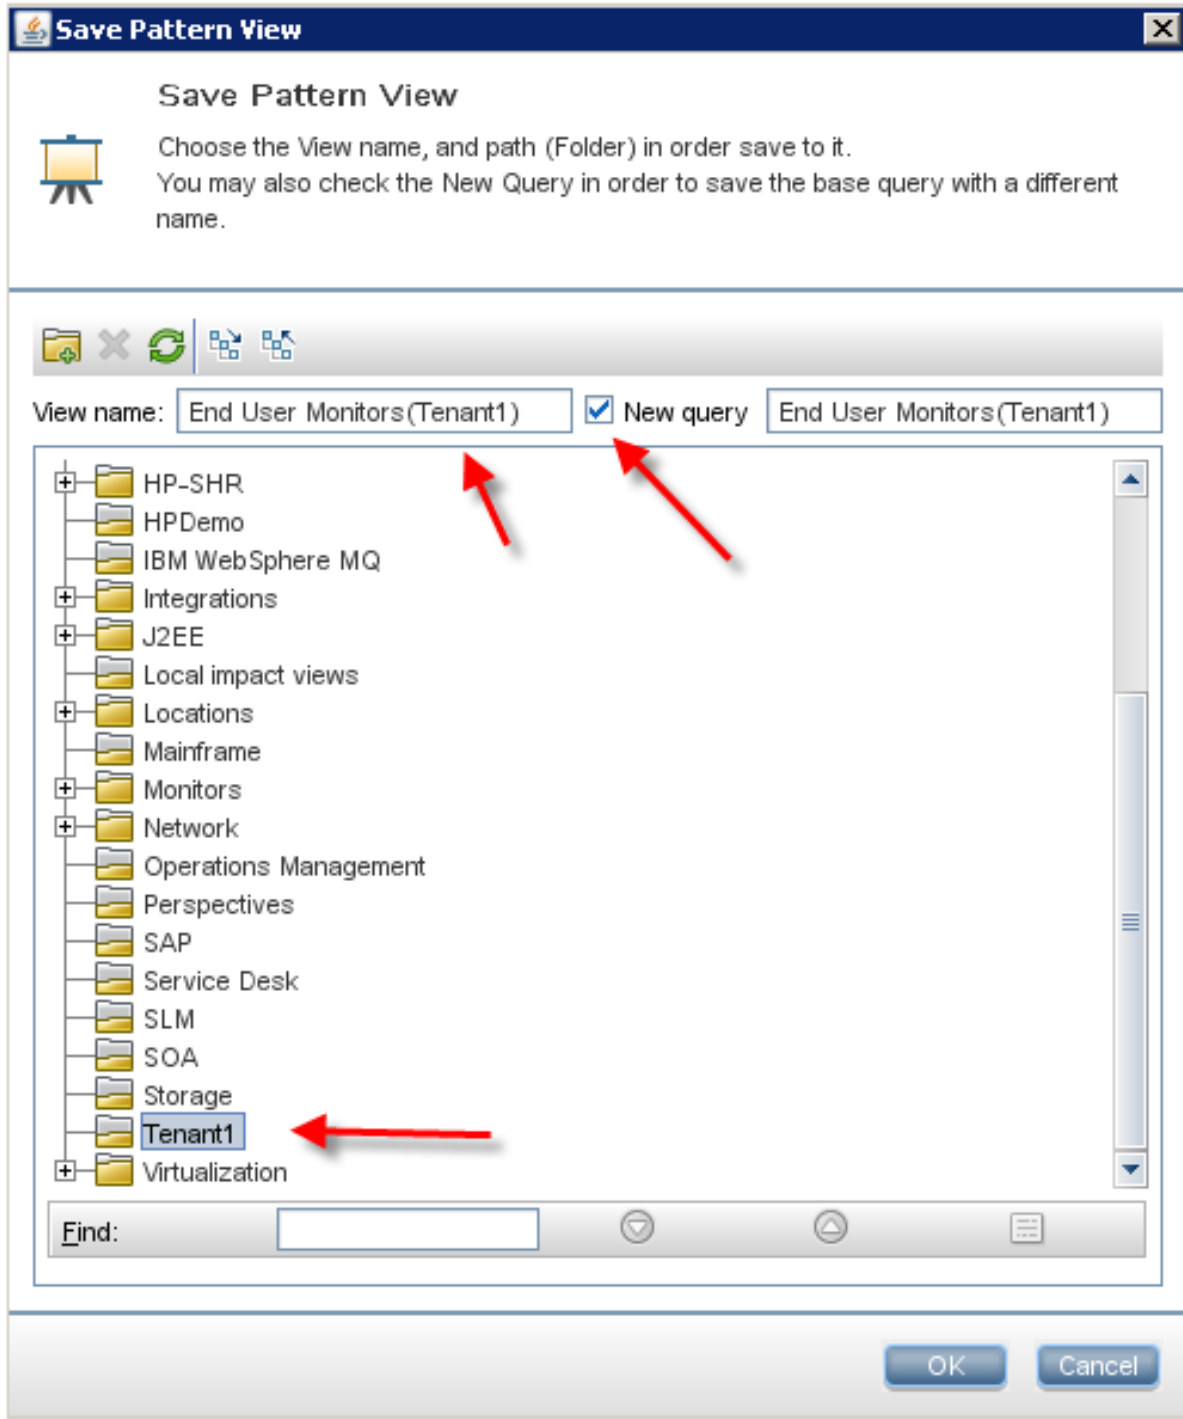 Save Pattern View
Save Pattern View
Choose the View name, and path (Folder) in order save to it.
You may also check the New Query in order to save the base query with a different
name.
View name: End User Monitors(Tenant1) New query End User Monitors(Tenant1)
HP-SHR
HPDemo
IBM WebSphere MQ
Integrations
J2EE
Local impact views
Locations
Mainframe
Monitors
Network
Operations Management
Perspectives
SAP
Service Desk
SLM
SOA
Storage
Tenant1
Virtualization
Find:
OK Cancel